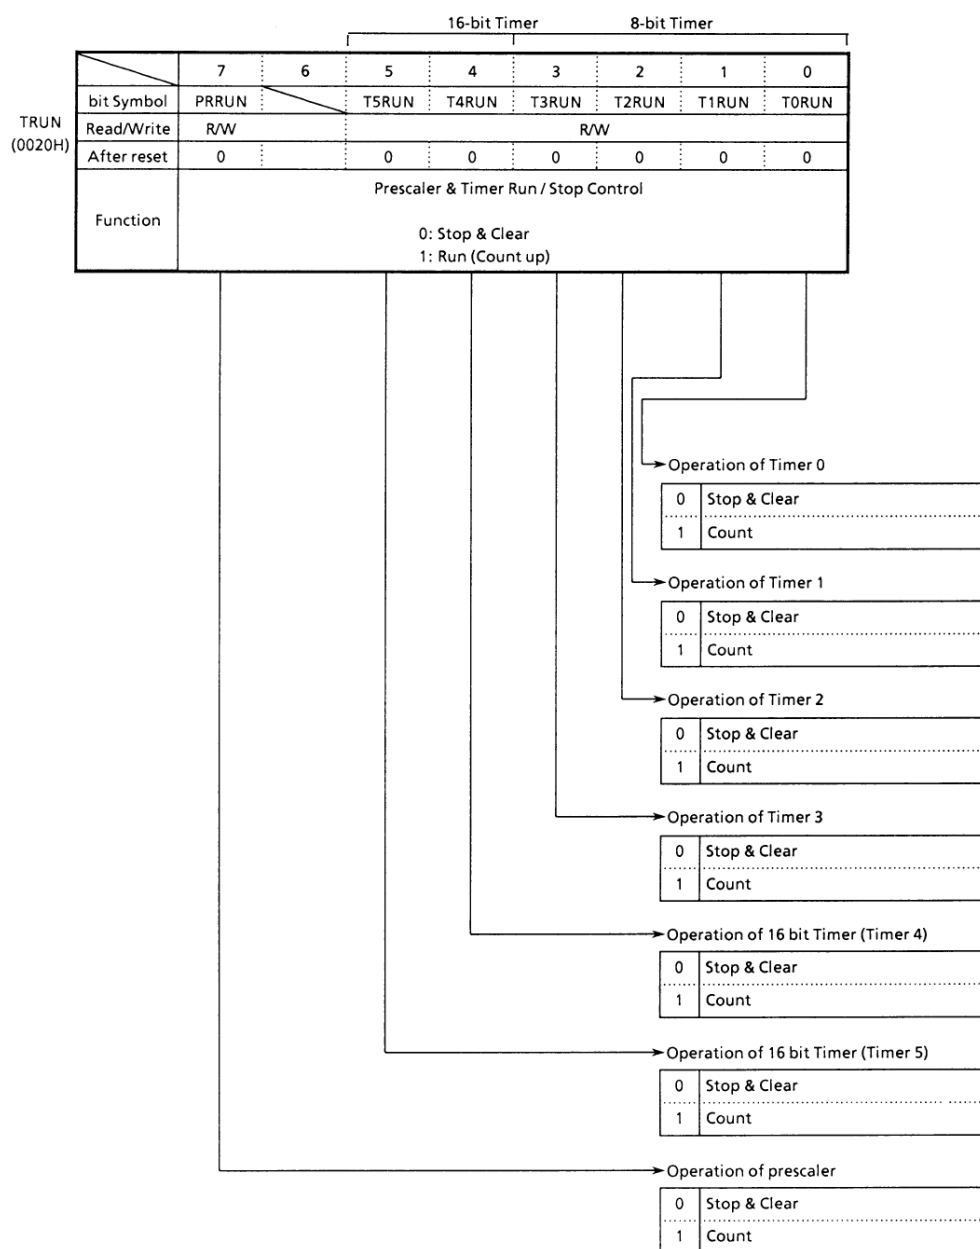 16-bit Timer 8-bit Timer
7 6 5 4 3 2 1 0
bit Symbol PRRUN T5RUN T4RUN T3RUN T2RUN T1RUN T0RUN
TRUN
(0020H)
Read/Write R/W R/W
After reset 0 0 0 0 0 0 0
Function
Prescaler & Timer Run / Stop Control
0: Stop & Clear
1: Run (Count up)
Operation of Timer 0
0 Stop & Clear
1 Count
Operation of Timer 1
0 Stop & Clear
1 Count
Operation of Timer 2
0 Stop & Clear
1 Count
Operation of Timer 3
0 Stop & Clear
1 Count
Operation of 16 bit Timer (Timer 4)
0 Stop & Clear
1 Count
Operation of 16 bit Timer (Timer 5)
0 Stop & Clear
1 Count
Operation of prescaler
0 Stop & Clear
1 Count